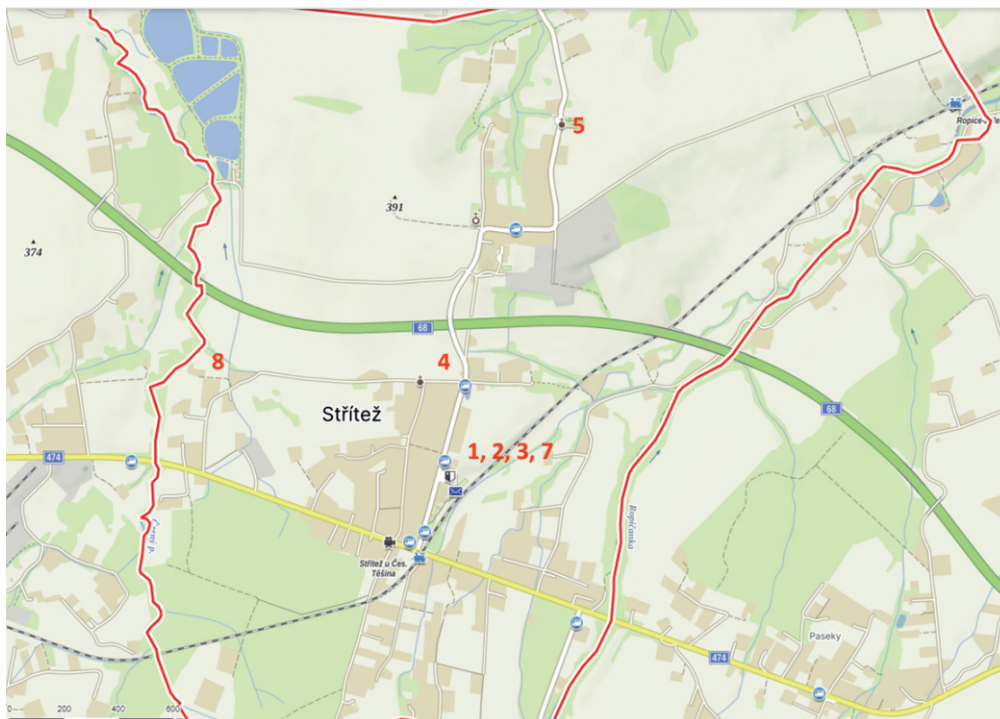 5
Ropice-
391
374
68
8
4
Střítež
68
1, 2, 3, 7
474
Černý p.
Ropičanka
Střítež u Čes.
Těšína
Paseky
474
0 200 400 600